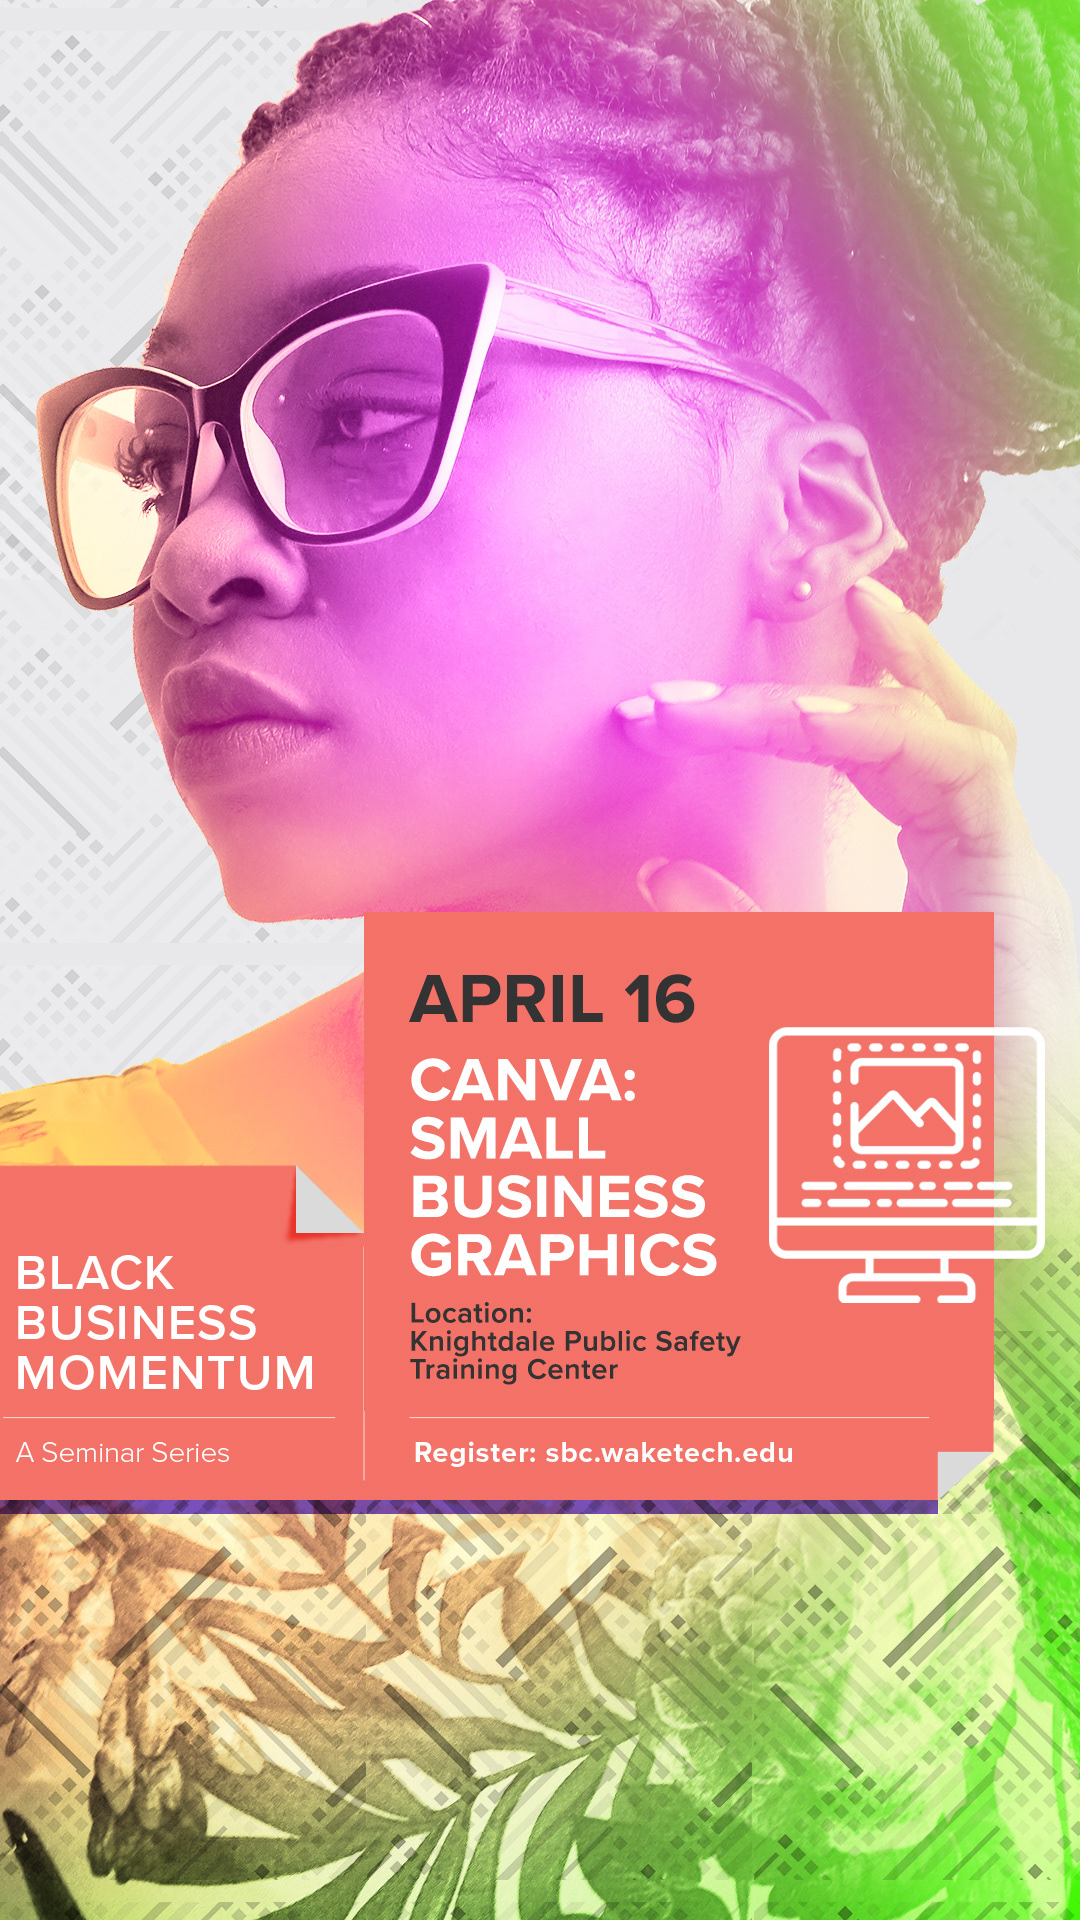 APRIL 16
CANVA:
SMALL
BUSINESS
GRAPHICS
Location:
Knightdale Public Safety
Training Center
Register: sbc.waketech.edu
BLACK
BUSINESS
MOMENTUM
A Seminar Series